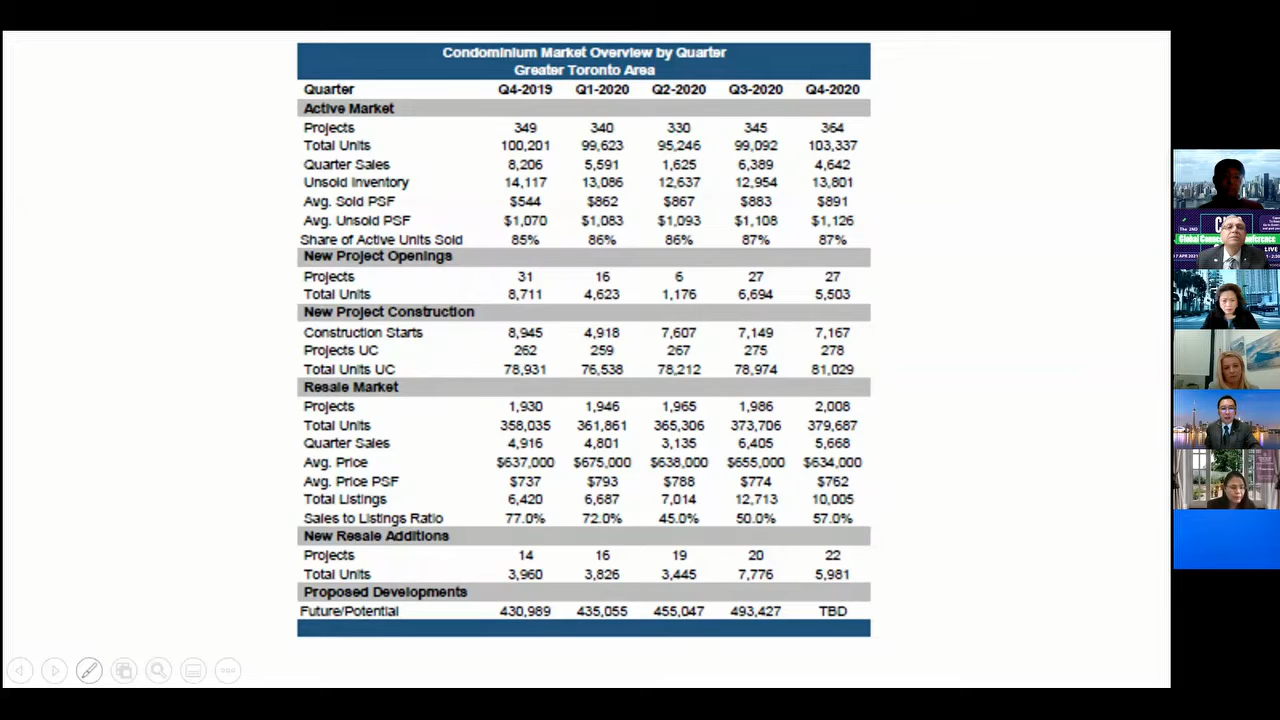 Condominium Market Overview by Quarter
Greater Toronto Area
Quarter Q4-2019 Q1-2020 Q2-2020 Q3-2020 Q4-2020
Active Market
Projects 349 340 330 345 364
Total Units 100,201 99,623 95,246 99,092 103,337
Quarter Sales 8,206 5,591 1,625 6,389 4,642
Unsold Inventory 14,117 13,086 12,637 12,954 13,801
Avg. Sold PSF $544 $862 $867 $883 $891
Avg. Unsold PSF $1,070 $1,083 $1,093 $1,108 $1,126
Share of Active Units Sold 85% 86% 86% 87% 87%
New Project Openings
Projects 31 16 6 27 27
Total Units 8,711 4,623 1,176 6,694 5,503
New Project Construction
Construction Starts 8,945 4,918 7,607 7,149 7,167
Projects UC 262 259 267 275 278
Total Units UC 78,931 76,538 78,212 78,974 81,029
Resale Market
Projects 1,930 1,946 1,965 1,986 2,008
Total Units 358,035 361,861 365,306 373,706 379,687
Quarter Sales 4,916 4,801 3,135 6,405 5,668
Avg. Price $637,000 $675,000 $638,000 $655,000 $634,000
Avg. Price PSF $737 $793 $788 $774 $762
Total Listings 6,420 6,687 7,014 12,713 10,005
Sales to Listings Ratio 77.0% 72.0% 45.0% 50.0% 57.0%
New Resale Additions
Projects 14 16 19 20 22
Total Units 3,960 3,826 3,445 7,776 5,981
Proposed Developments
Future/Potential 430,989 435,055 455,047 493,427 TBD
The 2ND
Global
LIVE